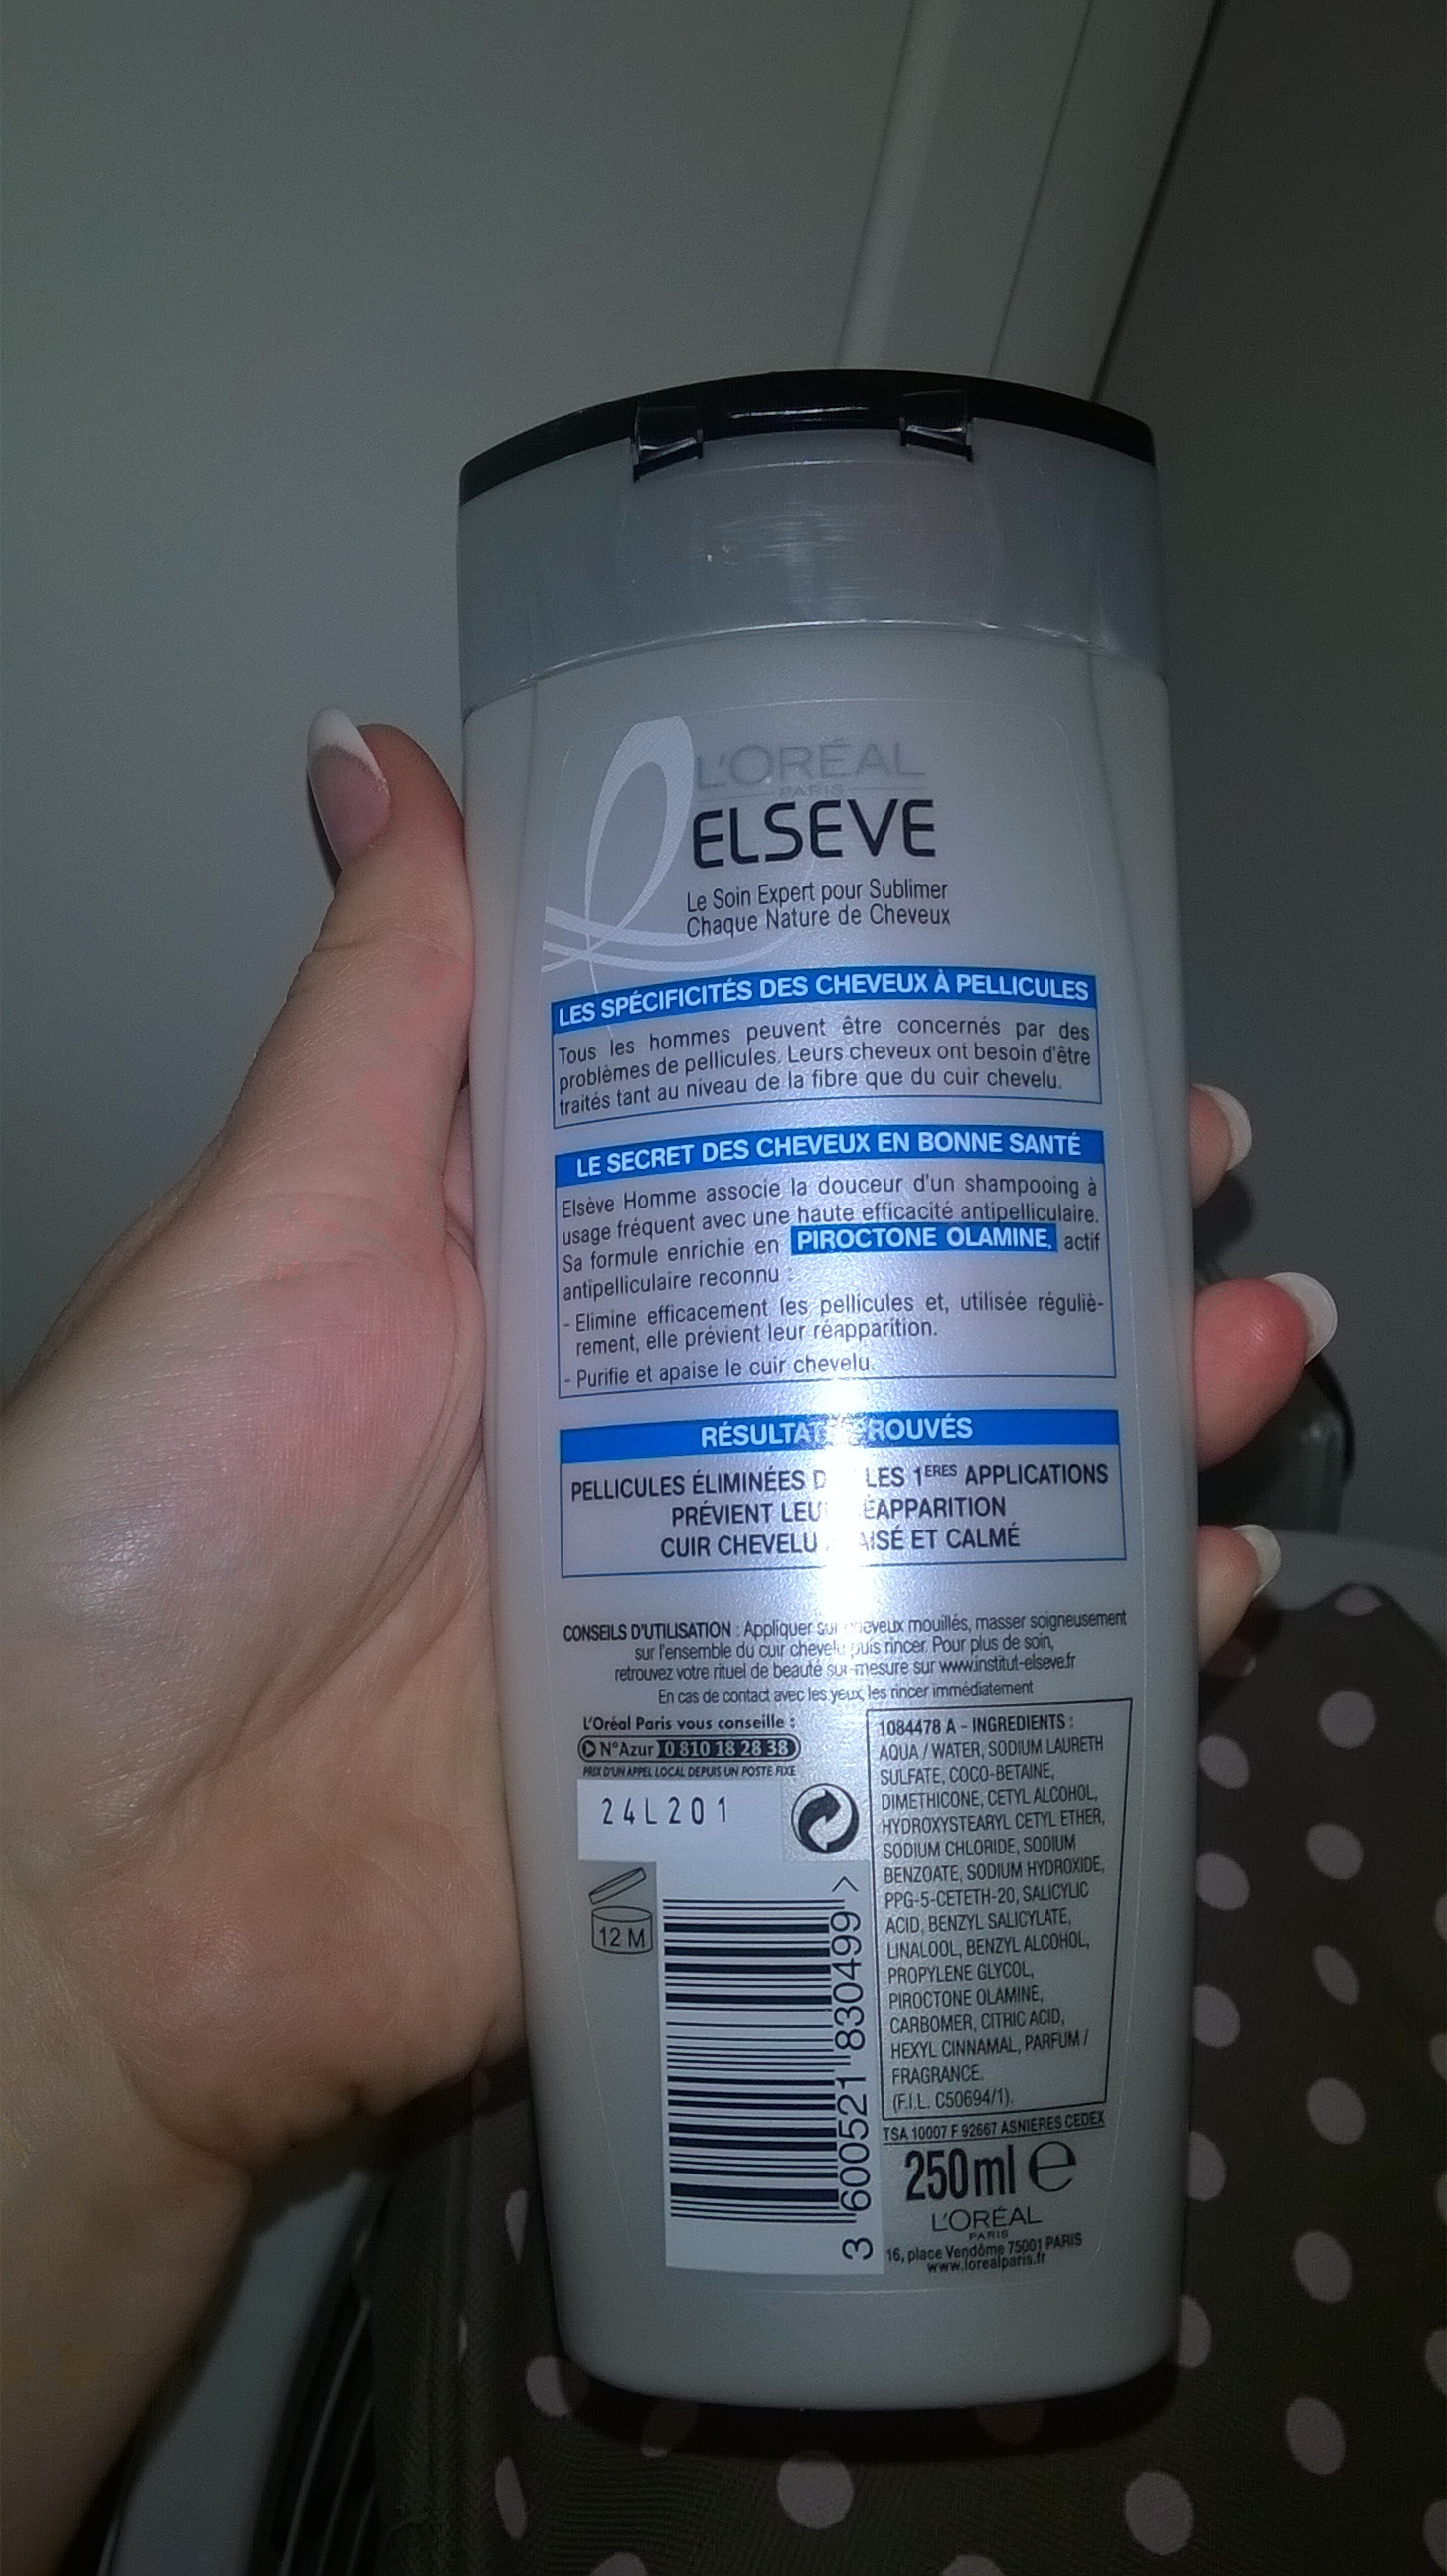 L'ORÉAL
PARIS
ELSEVE
Le Soin Expert pour Sublimer
Chaque Nature de Cheveux
LES SPÉCIFICITÉS DES CHEVEUX À PELLICULES
Tous les hommes peuvent être concernés par des
problèmes de pellicules. Leurs cheveux ont besoin d'être
traités tant au niveau de la fibre que du cuir chevelu.
LE SECRET DES CHEVEUX EN BONNE SANTÉ
Elsève Homme associe la douceur d'un shampooing à
usage fréquent avec une haute efficacité antipelliculaire.
Sa formule enrichie en PIROCTONE OLAMINE, actif
antipelliculaire reconnu :
- Elimine efficacement les pellicules et, utilisée réguliè-
rement, elle prévient leur réapparition.
- Purifie et apaise le cuir chevelu.
RÉSULTAT ROUVÉS
PELLICULES ÉLIMINÉES D LES 1ERES APPLICATIONS
PRÉVIENT LEU ÉAPPARITION
CUIR CHEVELU AISÉ ET CALMÉ
CONSEILS D'UTILISATION : Appliquer sur cheveux mouillés, masser soigneusement
sur l'ensemble du cuir chevelu puis rincer. Pour plus de soin,
retrouvez votre rituel de beauté sur-mesure sur www.institut-elseve.fr
En cas de contact avec les yeux, les rincer immédiatement
L'Oréal Paris vous conseille :
N°Azur 0 810 18 28 38
PRIX D'UN APPEL LOCAL DEPUIS UN POSTE FIXE
24L201
12 M
3 600521 830499 >
1084478 A - INGREDIENTS :
AQUA / WATER, SODIUM LAURETH
SULFATE, COCO-BETAINE,
DIMETHICONE, CETYL ALCOHOL,
HYDROXYSTEARYL CETYL ETHER,
SODIUM CHLORIDE, SODIUM
BENZOATE, SODIUM HYDROXIDE,
PPG-5-CETETH-20, SALICYLIC
ACID, BENZYL SALICYLATE,
LINALOOL, BENZYL ALCOHOL,
PROPYLENE GLYCOL,
PIROCTONE OLAMINE,
CARBOMER, CITRIC ACID,
HEXYL CINNAMAL, PARFUM /
FRAGRANCE.
(F.I.L. C50694/1).
TSA 10007 F 92667 ASNIERES CEDEX
250 ml e
L'ORÉAL
PARIS
16, place Vendôme 75001 PARIS
www.lorealparis.fr